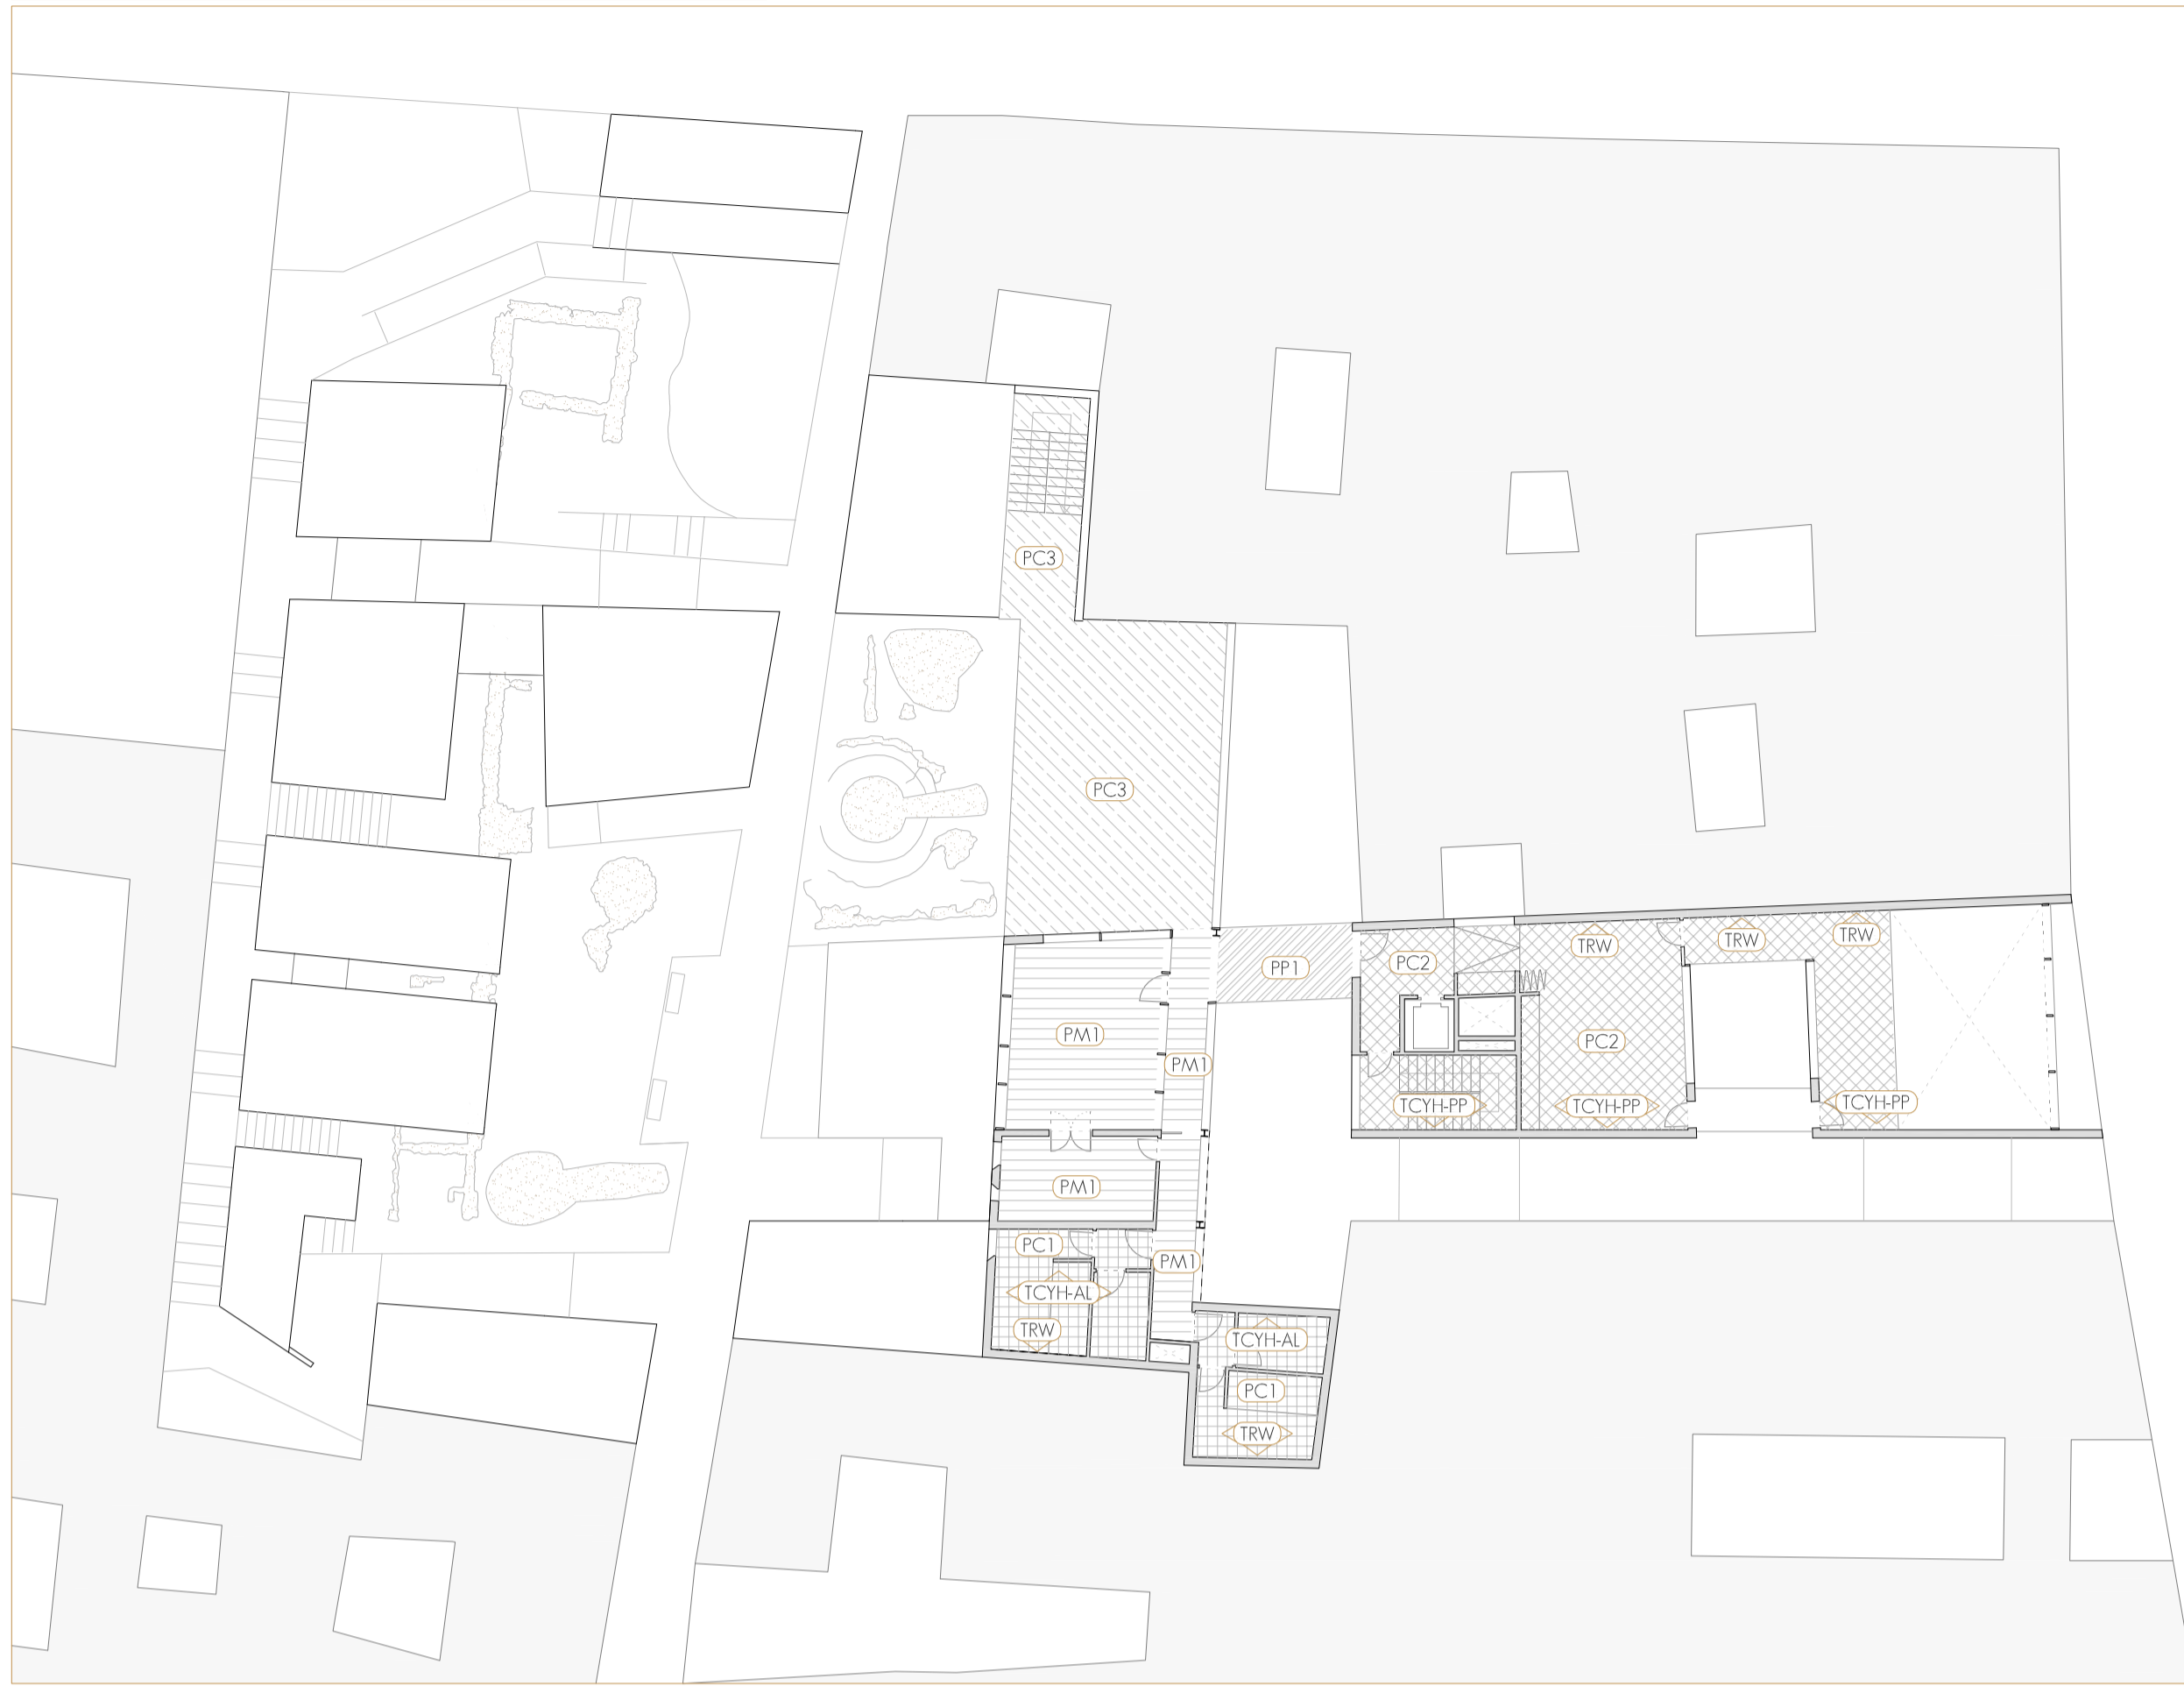 PC3
PC3
TRW
TRW
TRW
PC2
PP1
PM1
PC2
PM1
TCYH-PP
TCYH-PP
TCYH-PP
PM1
PC1
PM1
TCYH-AL
TRW
TCYH-AL
PC1
TRW